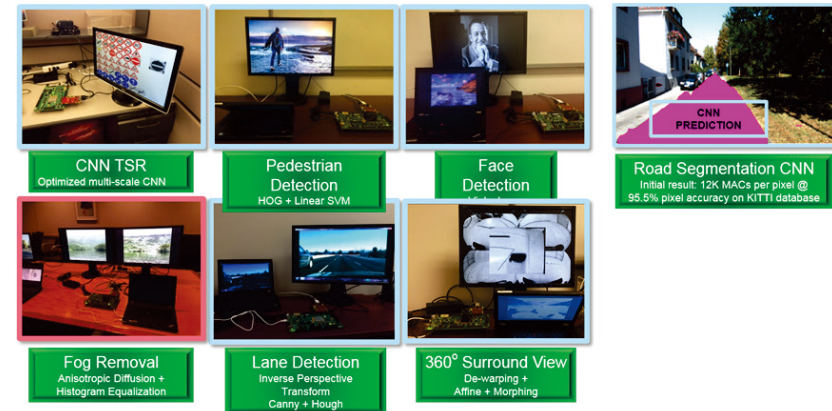 CNN TSR
Optimized multi-scale CNN
Pedestrian
Detection
HOG + Linear SVM
Face
Detection
CNN
PREDICTION
Road Segmentation CNN
Initial result: 12K MACs per pixel @
95.5% pixel accuracy on KITTI database
Fog Removal
Anisotropic Diffusion +
Histogram Equalization
Lane Detection
Inverse Perspective
Transform
Canny + Hough
360° Surround View
De-warping +
Affine + Morphing